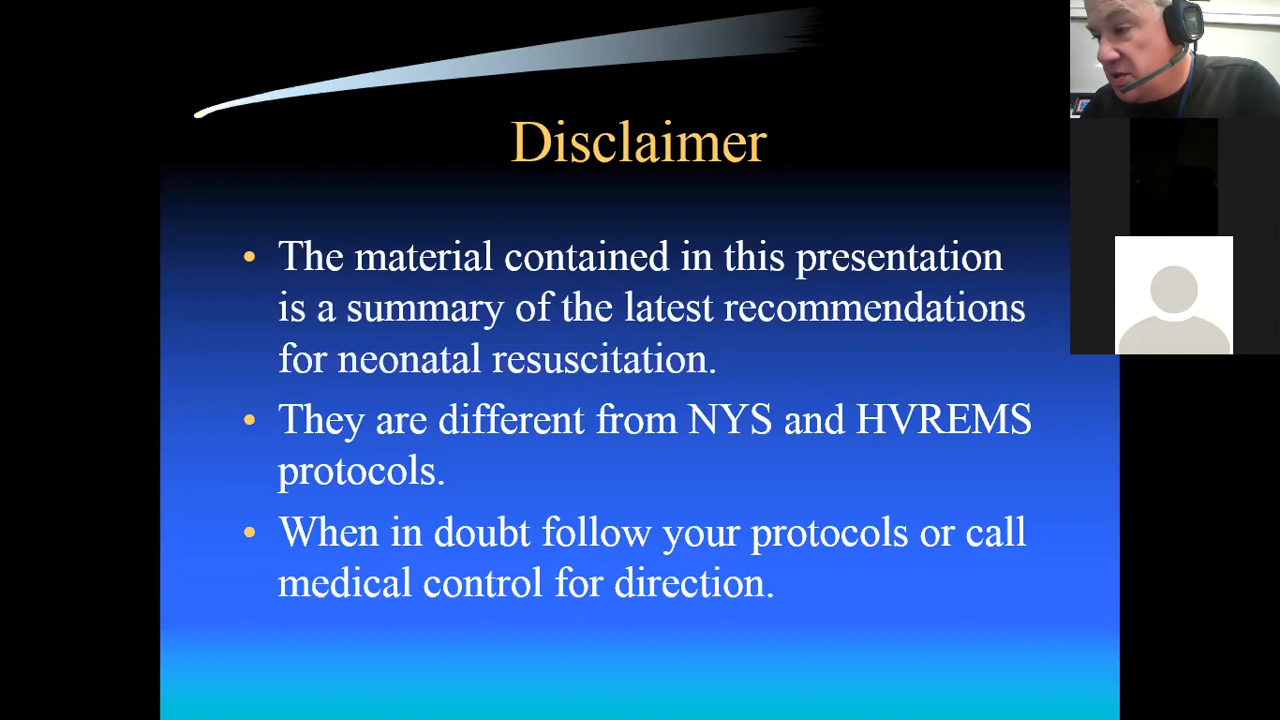 Disclaimer
• The material contained in this presentation
is a summary of the latest recommendations
for neonatal resuscitation.
• They are different from NYS and HVREMS
protocols.
• When in doubt follow your protocols or call
medical control for direction.